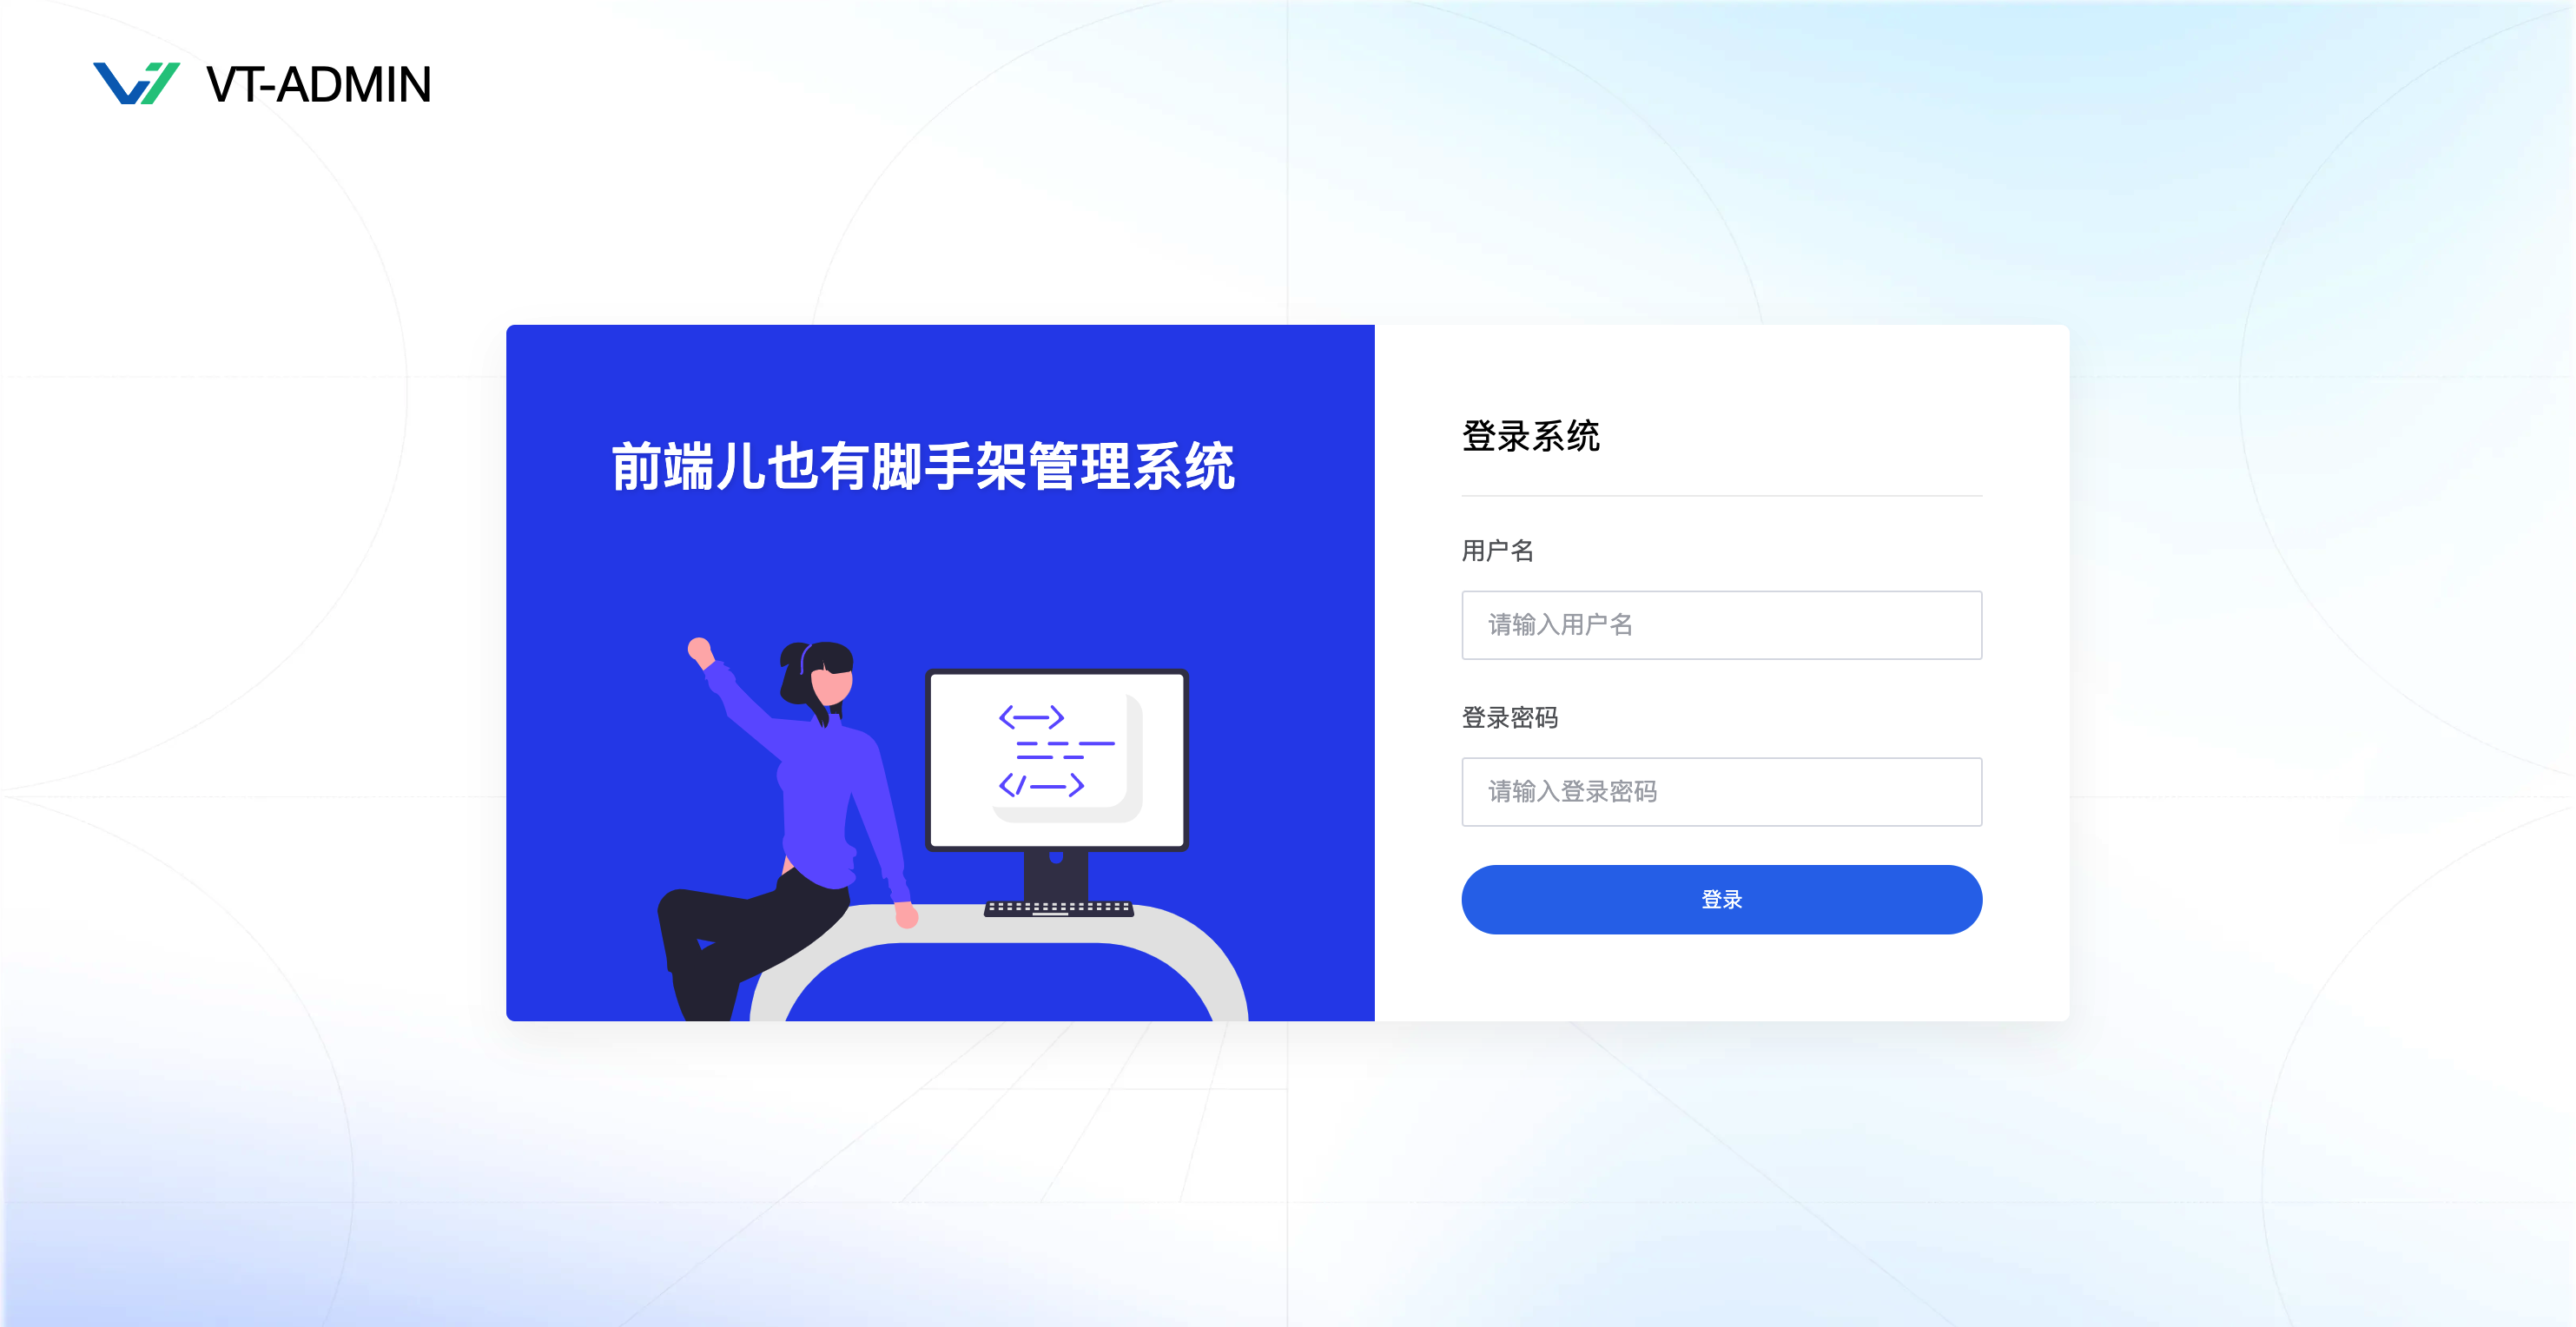 VT-ADMIN
前端儿也有脚手架管理系统
登录系统
用户名
请输入用户名
登录密码
请输入登录密码
登录